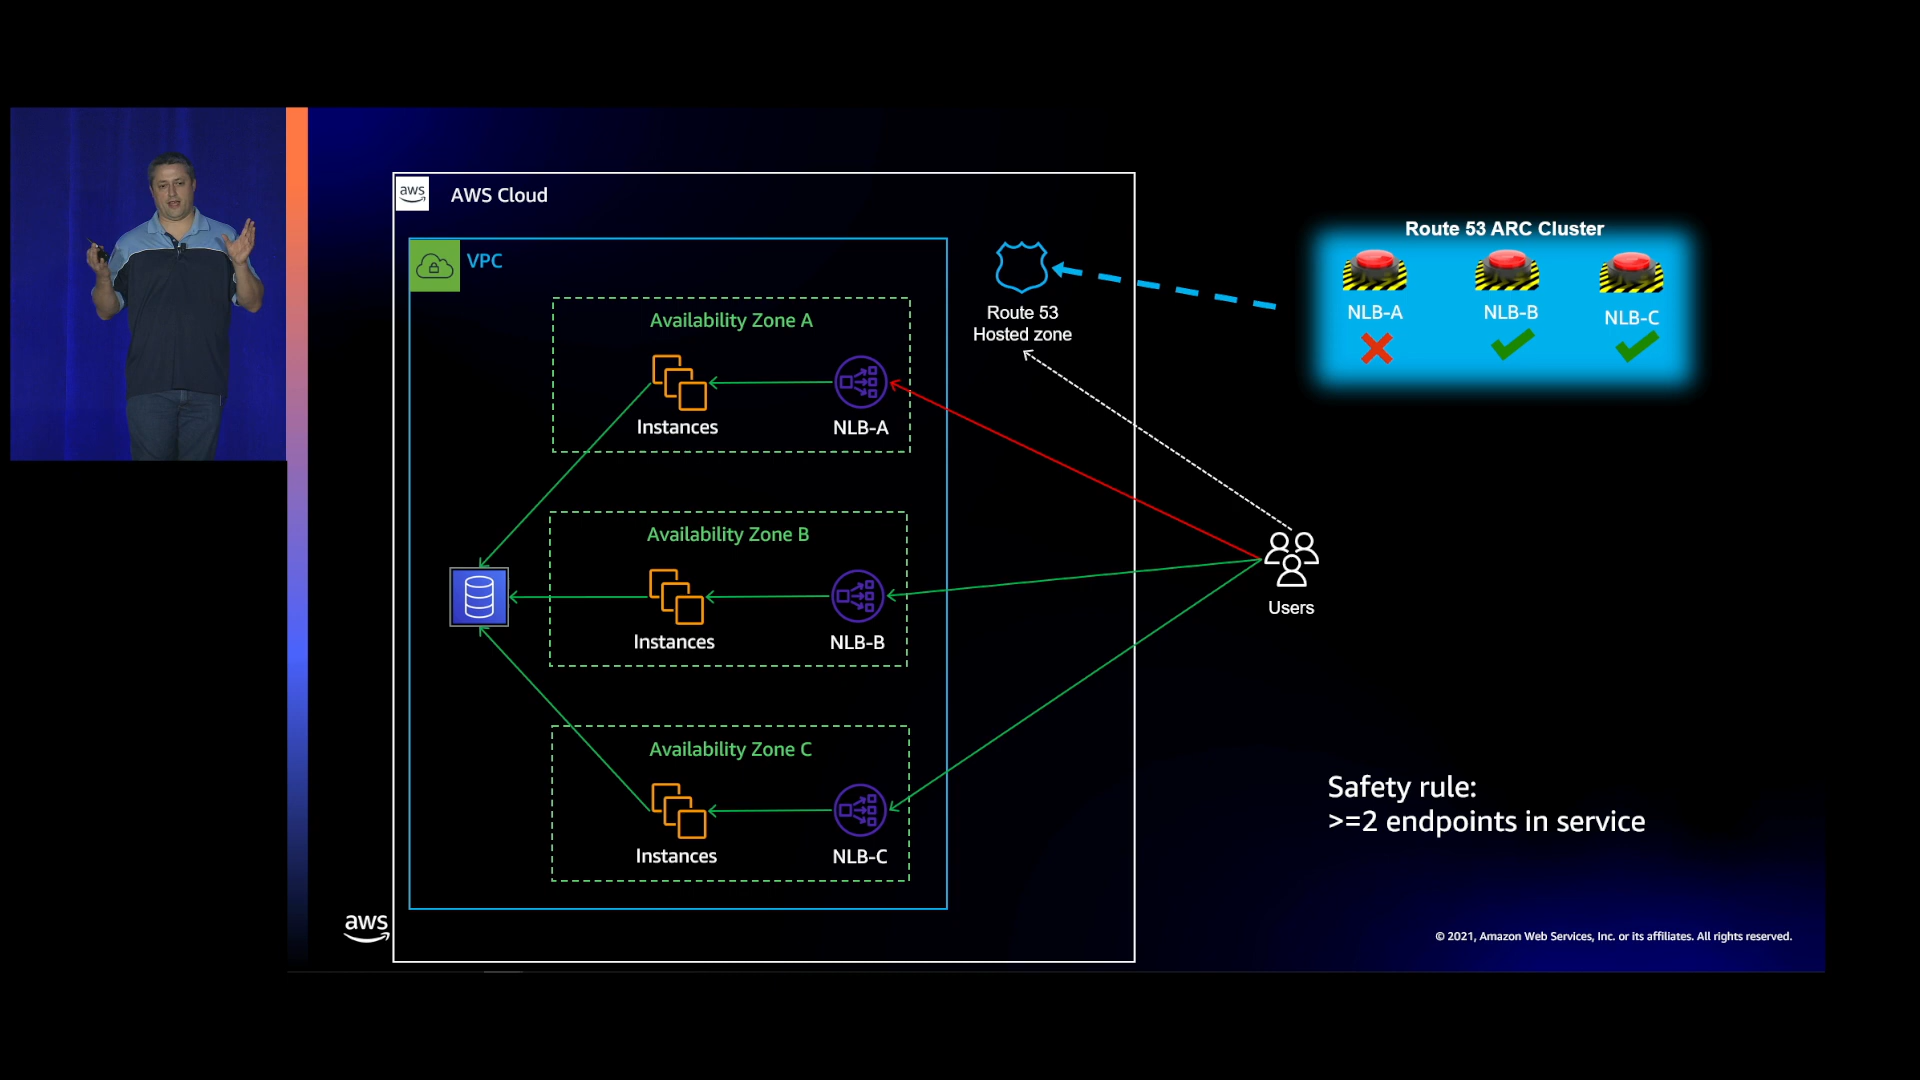 aws
AWS Cloud
VPC
Availability Zone A
Instances
NLB-A
Availability Zone B
Instances
NLB-B
Availability Zone C
Instances
NLB-C
Route 53
Hosted zone
Users
Route 53 ARC Cluster
NLB-A
NLB-B
NLB-C
Safety rule:
>=2 endpoints in service
aws
© 2021, Amazon Web Services, Inc. or its affiliates. All rights reserved.